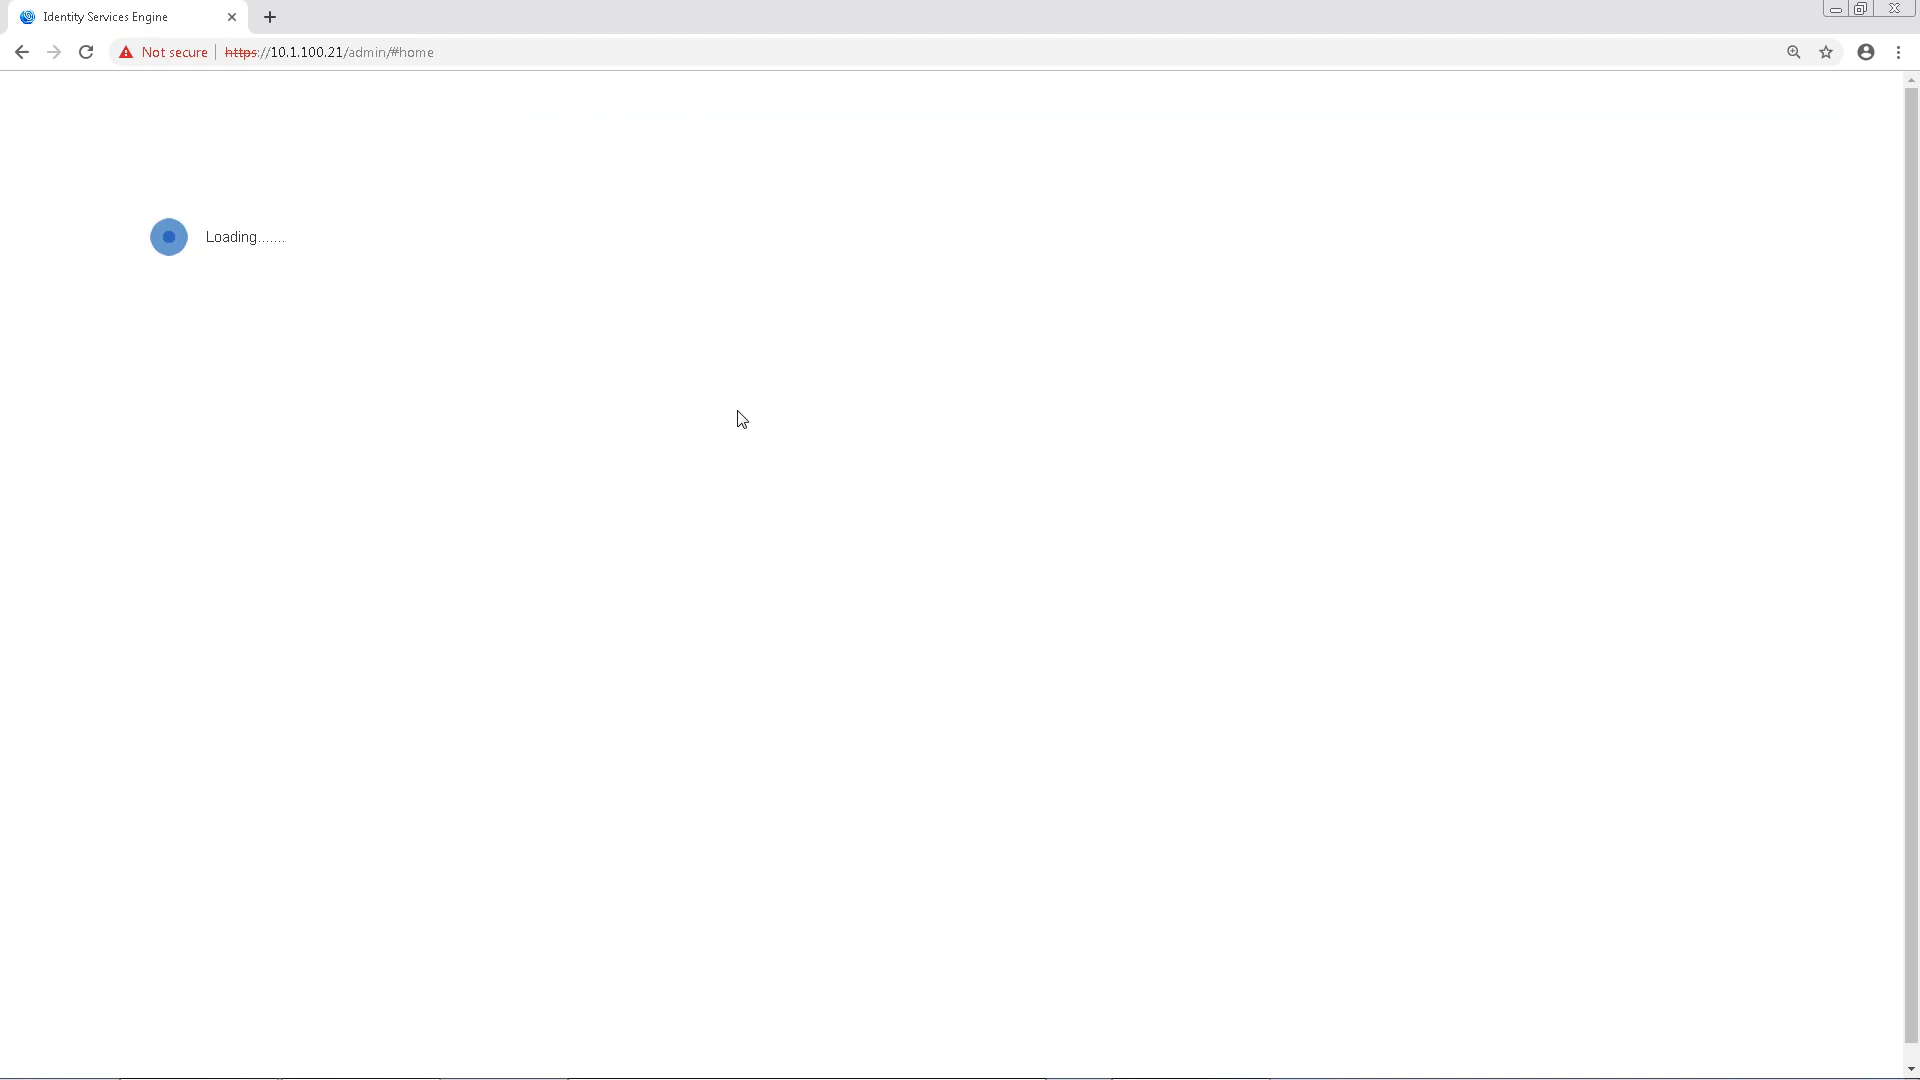 Identity Services Engine
Not secure | https://10.1.100.21/admin/#home
Loading.......